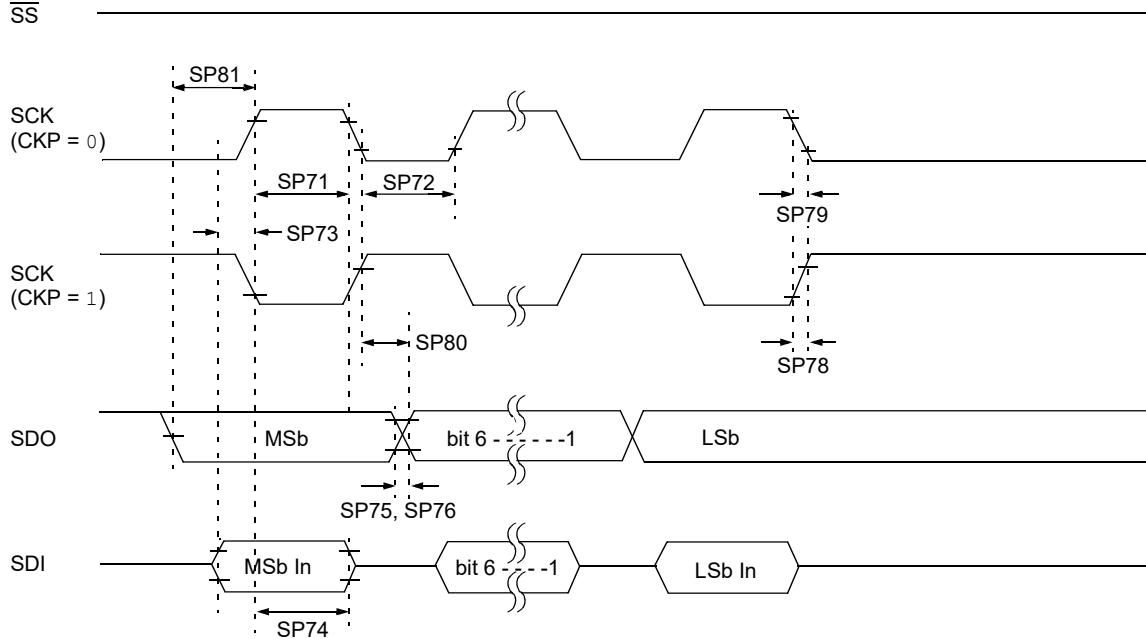 SS
SP81
SCK
(CKP = 0)
SP71
SP72
SP79
SP73
SCK
(CKP = 1)
SP80
SP78
SDO
MSb
bit 6 - - - - - - -1
LSb
SP75, SP76
SDI
MSb In
bit 6 - - - - -1
LSb In
SP74